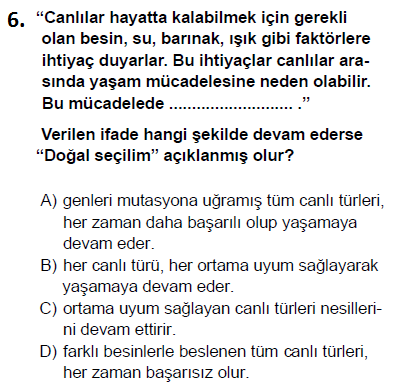 6. “Canlılar hayatta kalabilmek için gerekli
olan besin, su, barınak, ışık gibi faktörlere
ihtiyaç duyarlar. Bu ihtiyaçlar canlılar ara-
sında yaşam mücadelesine neden olabilir.
Bu mücadelede ........................... .”
Verilen ifade hangi şekilde devam ederse
“Doğal seçilim” açıklanmış olur?
A) genleri mutasyona uğramış tüm canlı türleri,
her zaman daha başarılı olup yaşamaya
devam eder.
B) her canlı türü, her ortama uyum sağlayarak
yaşamaya devam eder.
C) ortama uyum sağlayan canlı türleri nesilleri-
ni devam ettirir.
D) farklı besinlerle beslenen tüm canlı türleri,
her zaman başarısız olur.